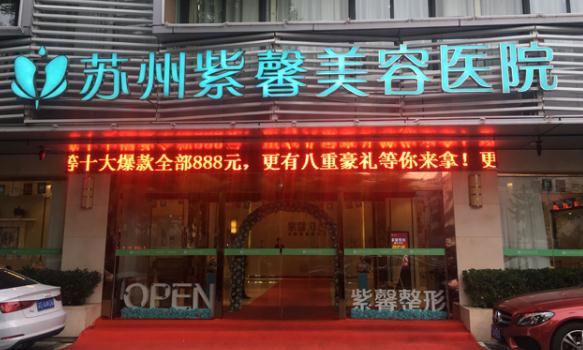 苏州紫馨美容医院
等十大爆款全部888元，更有八重豪礼等你来拿！更
OPEN
紫馨整形